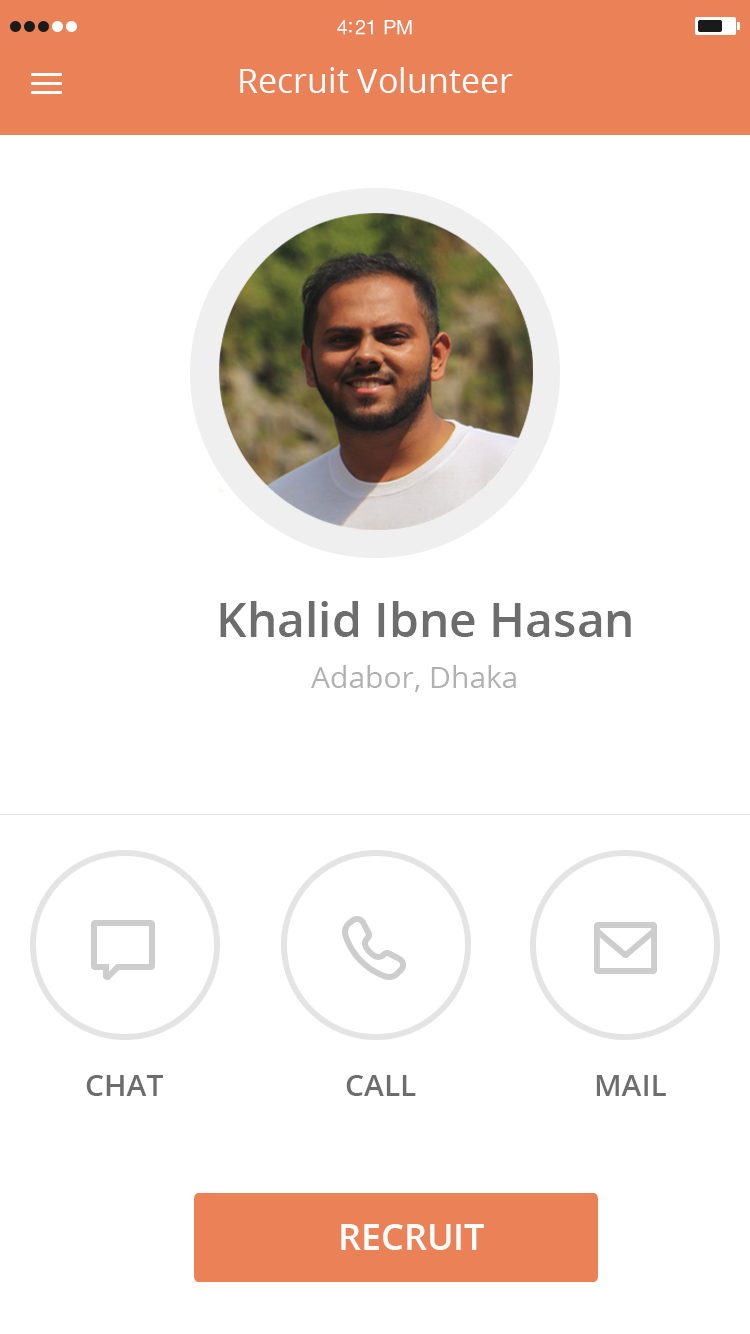 4:21 PM
Recruit Volunteer
Khalid Ibne Hasan
Adabor, Dhaka
CHAT
CALL
MAIL
RECRUIT